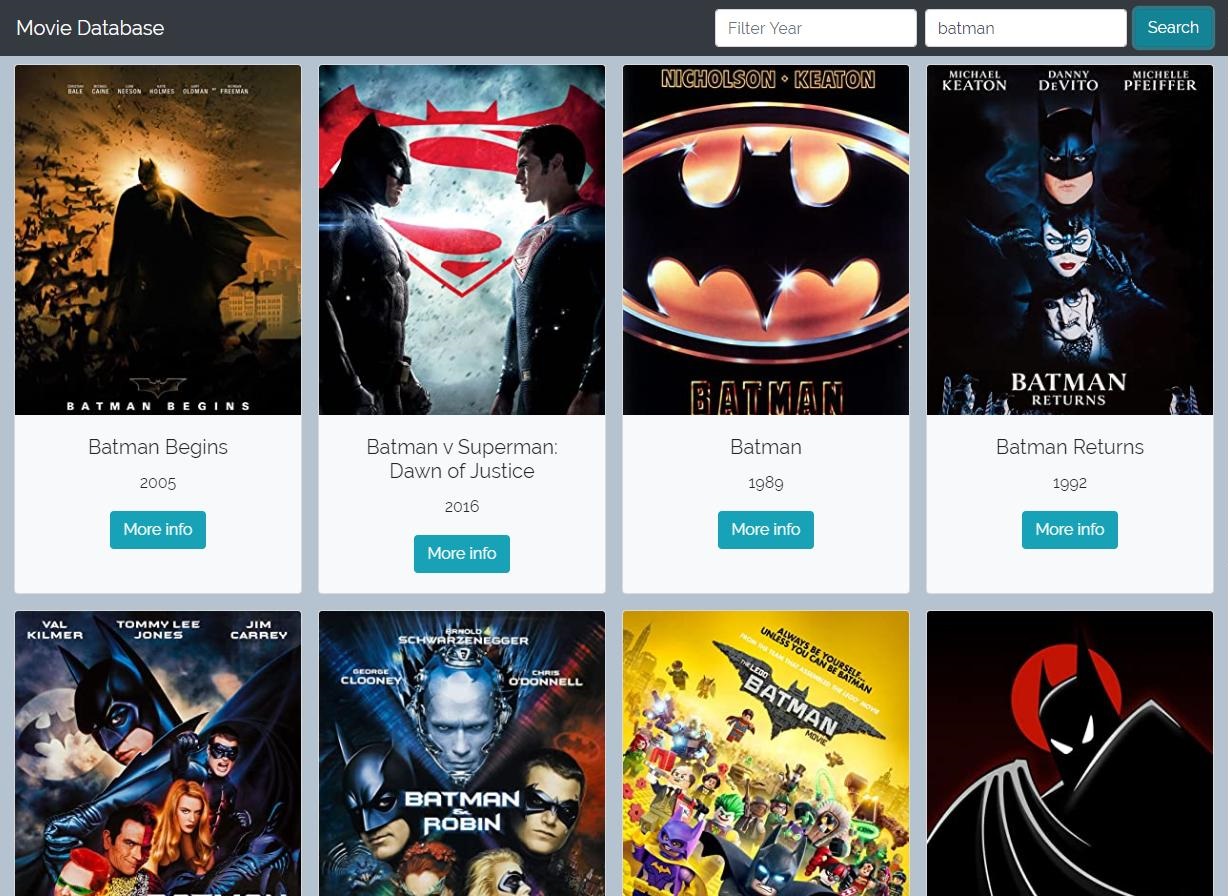 Movie Database
Filter Year
batman
Search
CHRISTIAN BALE MICHAEL CAINE LIAM NEESON KATIE HOLMES GARY OLDMAN AND MORGAN FREEMAN
BATMAN BEGINS
NICHOLSON • KEATON
BATMAN
MICHAEL KEATON
DANNY DeVITO
MICHELLE PFEIFFER
BATMAN
RETURNS
Batman Begins
2005
More info
Batman v Superman:
Dawn of Justice
2016
More info
Batman
1989
More info
Batman Returns
1992
More info
VAL KILMER
TOMMY LEE JONES
JIM CARREY
ARNOLD
SCHWARZENEGGER
GEORGE CLOONEY
CHRIS O'DONNELL
BATMAN
&
ROBIN
ALWAYS BE YOURSELF...
UNLESS YOU CAN BE BATMAN
FROM THE TEAM THAT ASSEMBLED THE LEGO MOVIE
THE LEGO
BATMAN
MOVIE